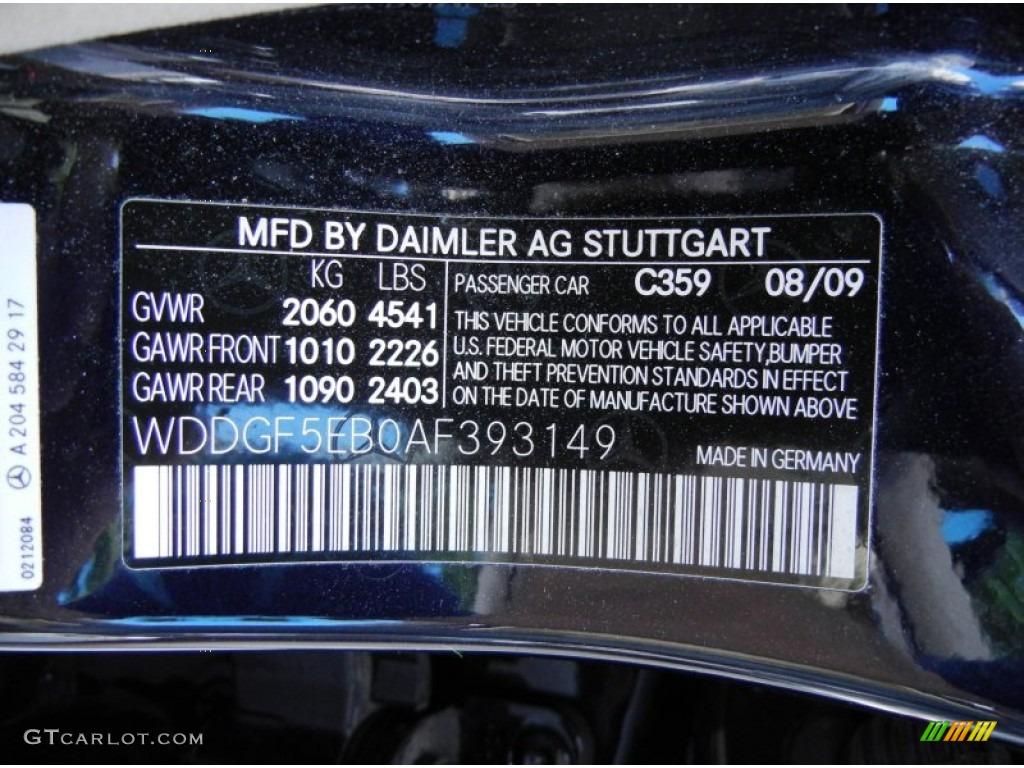 MFD BY DAIMLER AG STUTTGART
KG LBS
GVWR 2060 4541
GAWR FRONT 1010 2226
GAWR REAR 1090 2403
PASSENGER CAR C359 08/09
THIS VEHICLE CONFORMS TO ALL APPLICABLE
U.S. FEDERAL MOTOR VEHICLE SAFETY,BUMPER
AND THEFT PREVENTION STANDARDS IN EFFECT
ON THE DATE OF MANUFACTURE SHOWN ABOVE
WDDGF5EB0AF393149
MADE IN GERMANY
A 204 584 29 17
0212084
GTCARLOT.COM